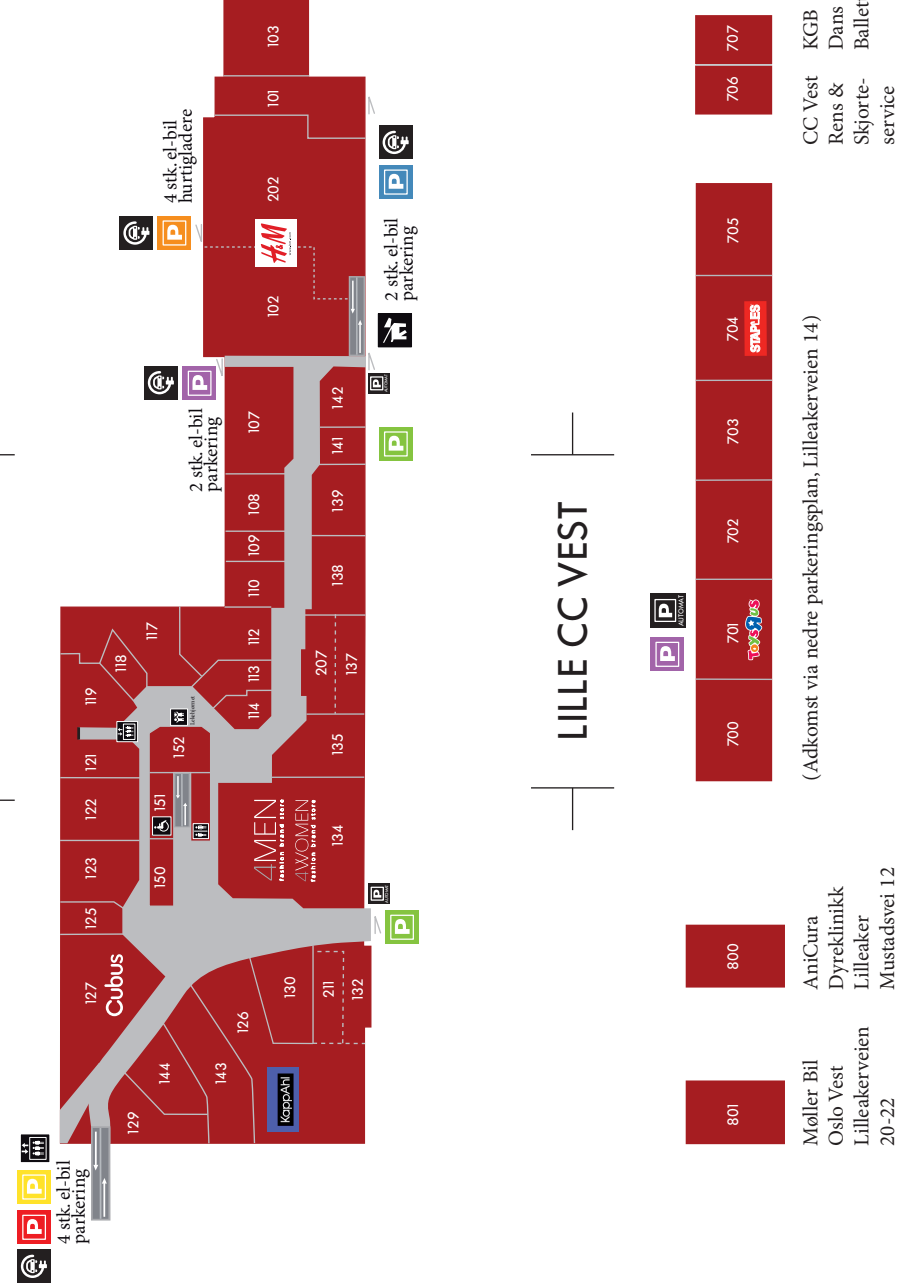 103
101
4 stk. el-bil
hurtigladere
202
H&M
102
2 stk. el-bil
parkering
P
P
P
AUTOMAT
2 stk. el-bil
parkering
P
107
142
141
P
108
139
109
110
138
117
112
118
113
207
137
119
114
121
152
135
122
151
4MEN
fashion brand store
4WOMEN
fashion brand store
134
123
150
P
125
P
127
Cubus
130
211
132
126
144
143
129
KappAhl
P
P
4 stk. el-bil
parkering
LILLE CC VEST
707
KGB
Dans
706
CC Vest
Rens &
Skjorte-
service
705
704
STAPLES
703
702
P
P
AUTOMAT
701
TOYSRUS
700
(Adkomst via nedre parkeringsplan, Lilleakerveien 14)
800
AniCura
Dyreklinikk
Lilleaker
Mustadsvei 12
801
Møller Bil
Oslo Vest
Lilleakerveien
20-22